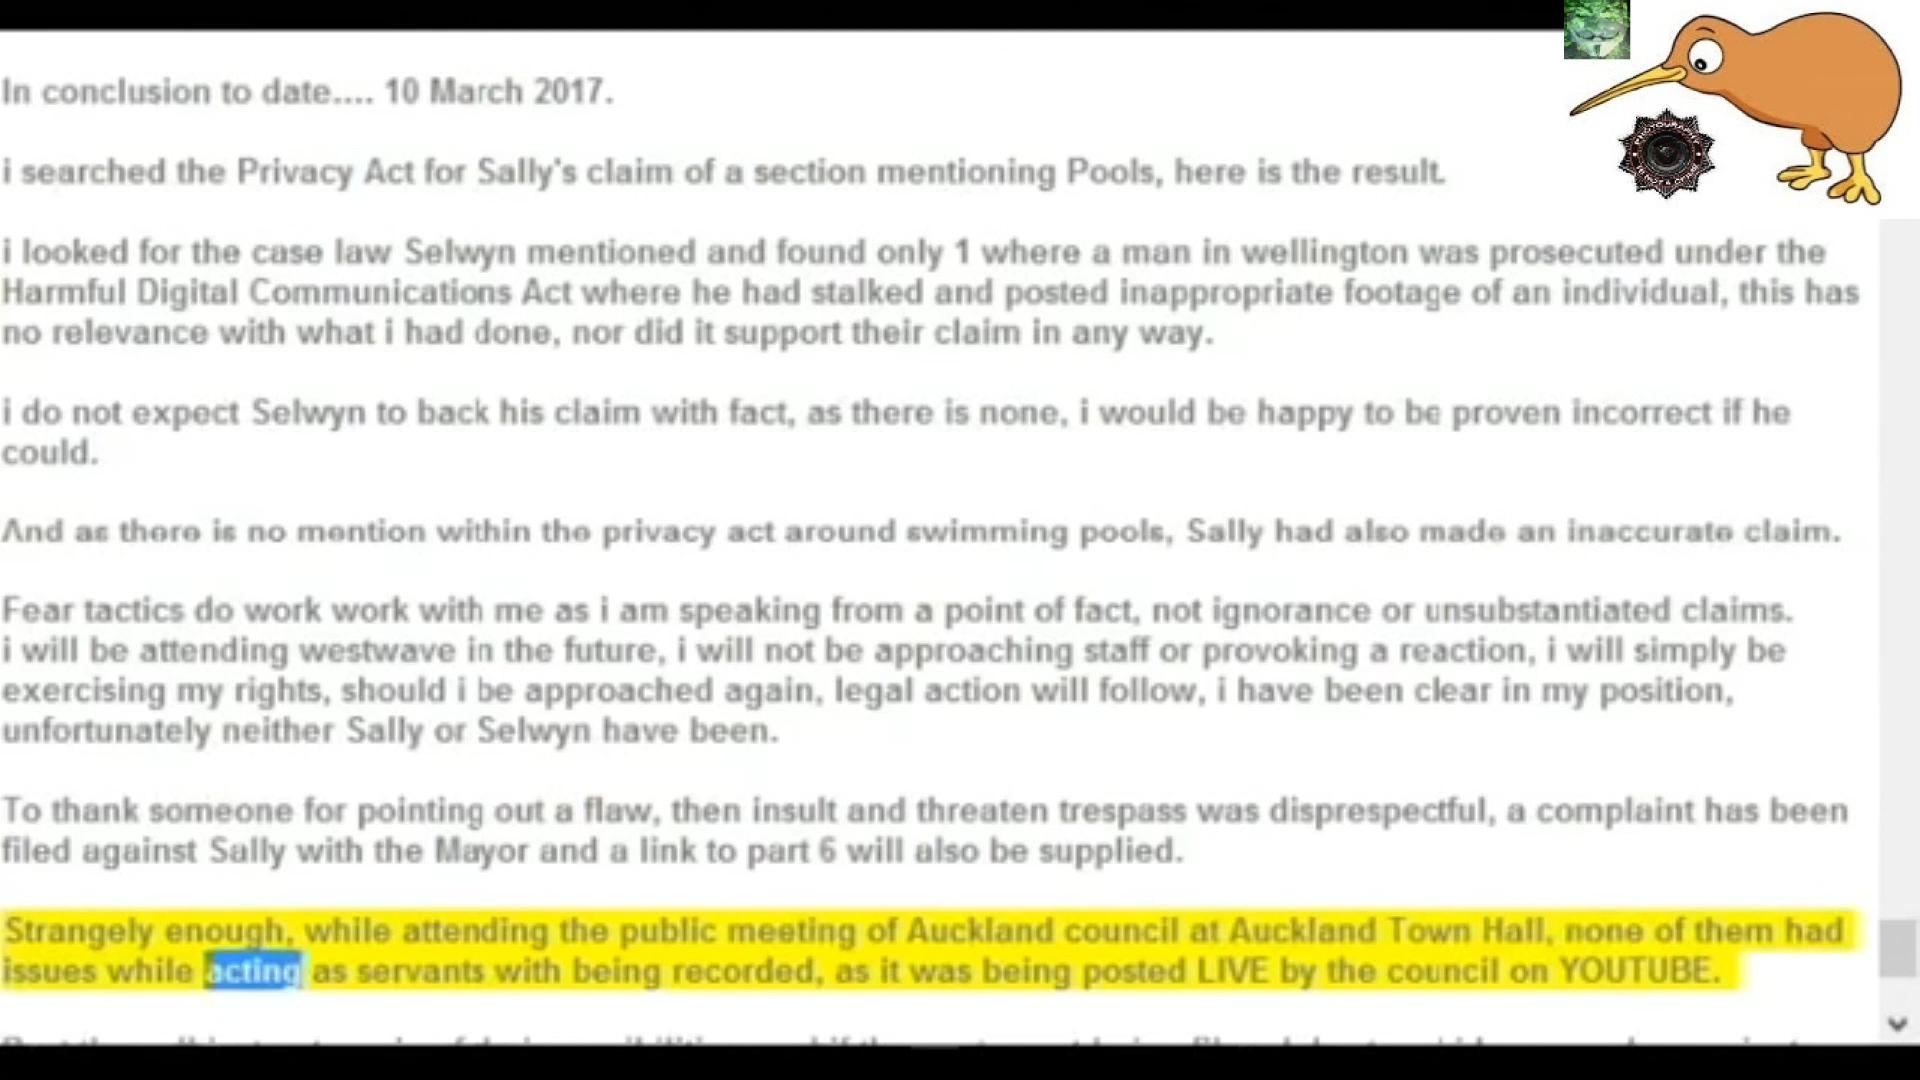 In conclusion to date.... 10 March 2017.
i searched the Privacy Act for Sally's claim of a section mentioning Pools, here is the result.
i looked for the case law Selwyn mentioned and found only 1 where a man in wellington was prosecuted under the
Harmful Digital Communications Act where he had stalked and posted inappropriate footage of an individual, this has
no relevance with what i had done, nor did it support their claim in any way.
i do not expect Selwyn to back his claim with fact, as there is none, i would be happy to be proven incorrect if he
could.
And as there is no mention within the privacy act around swimming pools, Sally had also made an inaccurate claim.
Fear tactics do work work with me as i am speaking from a point of fact, not ignorance or unsubstantiated claims.
i will be attending westwave in the future, i will not be approaching staff or provoking a reaction, i will simply be
exercising my rights, should i be approached again, legal action will follow, i have been clear in my position,
unfortunately neither Sally or Selwyn have been.
To thank someone for pointing out a flaw, then insult and threaten trespass was disprespectful, a complaint has been
filed against Sally with the Mayor and a link to part 6 will also be supplied.
Strangely enough, while attending the public meeting of Auckland council at Auckland Town Hall, none of them had
issues while acting as servants with being recorded, as it was being posted LIVE by the council on YOUTUBE.